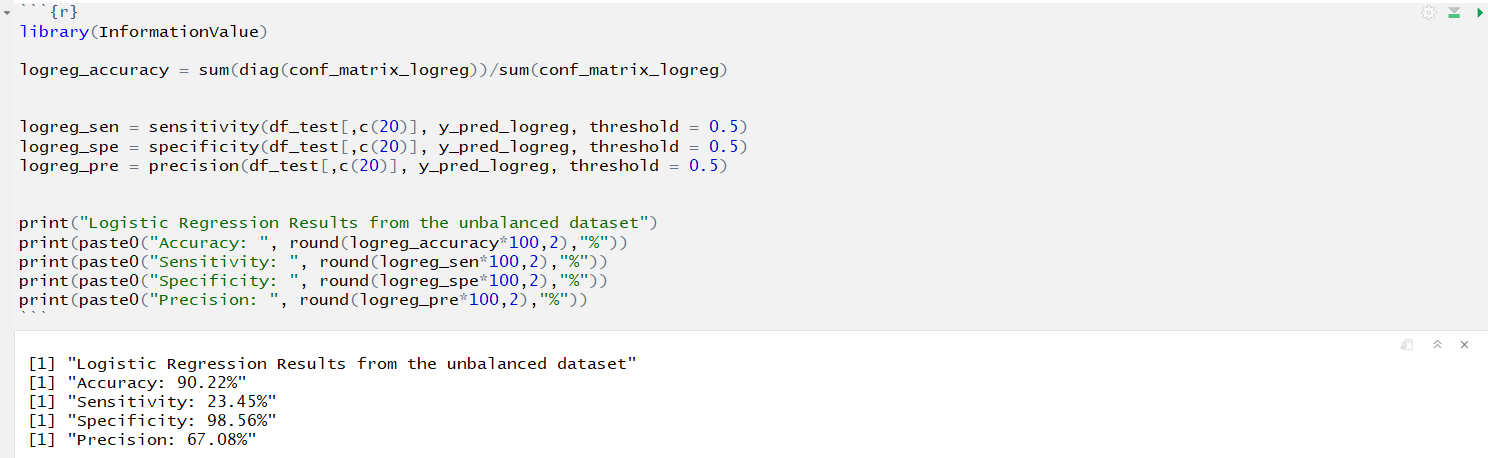 ```{r}
library(InformationValue)
logreg_accuracy = sum(diag(conf_matrix_logreg))/sum(conf_matrix_logreg)
logreg_sen = sensitivity(df_test[,c(20)], y_pred_logreg, threshold = 0.5)
logreg_spe = specificity(df_test[,c(20)], y_pred_logreg, threshold = 0.5)
logreg_pre = precision(df_test[,c(20)], y_pred_logreg, threshold = 0.5)
print("Logistic Regression Results from the unbalanced dataset")
print(paste0("Accuracy: ", round(logreg_accuracy*100,2),"%"))
print(paste0("Sensitivity: ", round(logreg_sen*100,2),"%"))
print(paste0("Specificity: ", round(logreg_spe*100,2),"%"))
print(paste0("Precision: ", round(logreg_pre*100,2),"%"))
```
[1] "Logistic Regression Results from the unbalanced dataset"
[1] "Accuracy: 90.22%"
[1] "Sensitivity: 23.45%"
[1] "Specificity: 98.56%"
[1] "Precision: 67.08%"